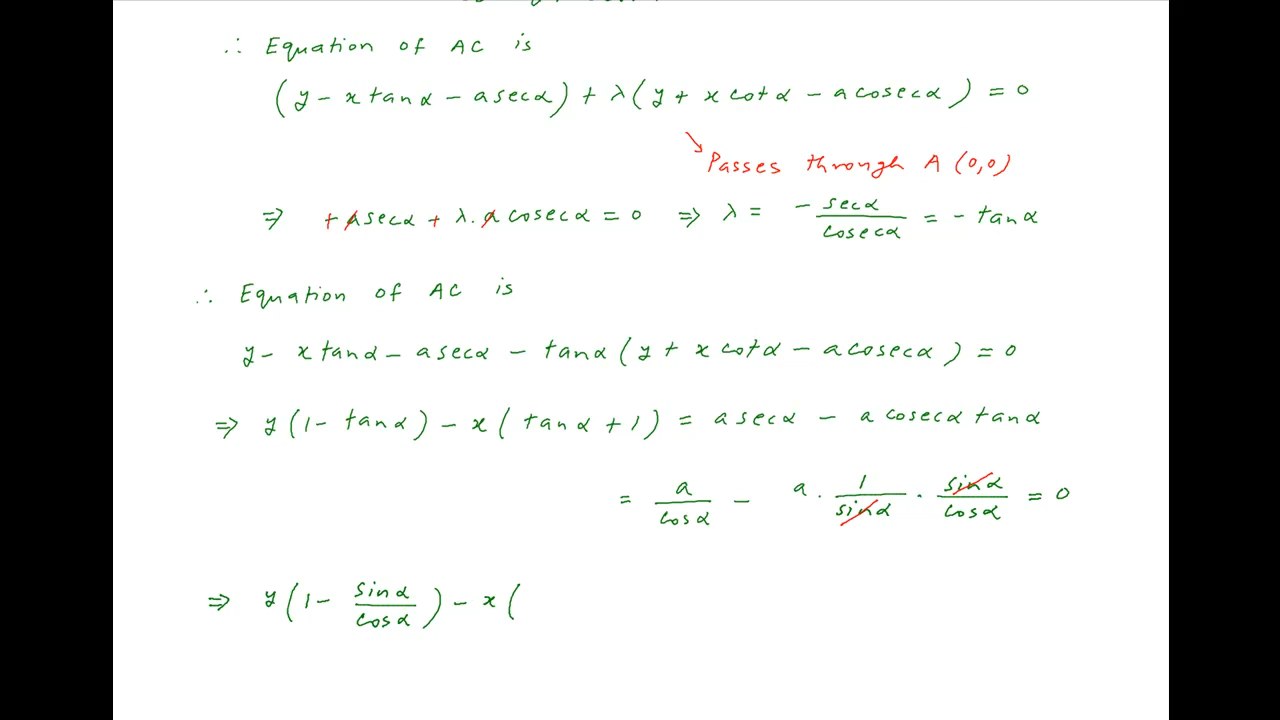 ∴ Equation of AC is
(y - x tanα - a secα) + λ(y + x cotα - a cosecα) = 0
Passes through A (0,0)
⇒ + a secα + λ. a cosecα = 0 ⇒ λ = - secα / cosecα = - tanα
∴ Equation of AC is
y - x tanα - a secα - tanα (y + x cotα - a cosecα) = 0
⇒ y(1 - tanα) - x(tanα + 1) = a secα - a cosecα tanα
= a / cosα - a . 1 / sinα . sinα / cosα = 0
⇒ y(1 - sinα / cosα) - x(